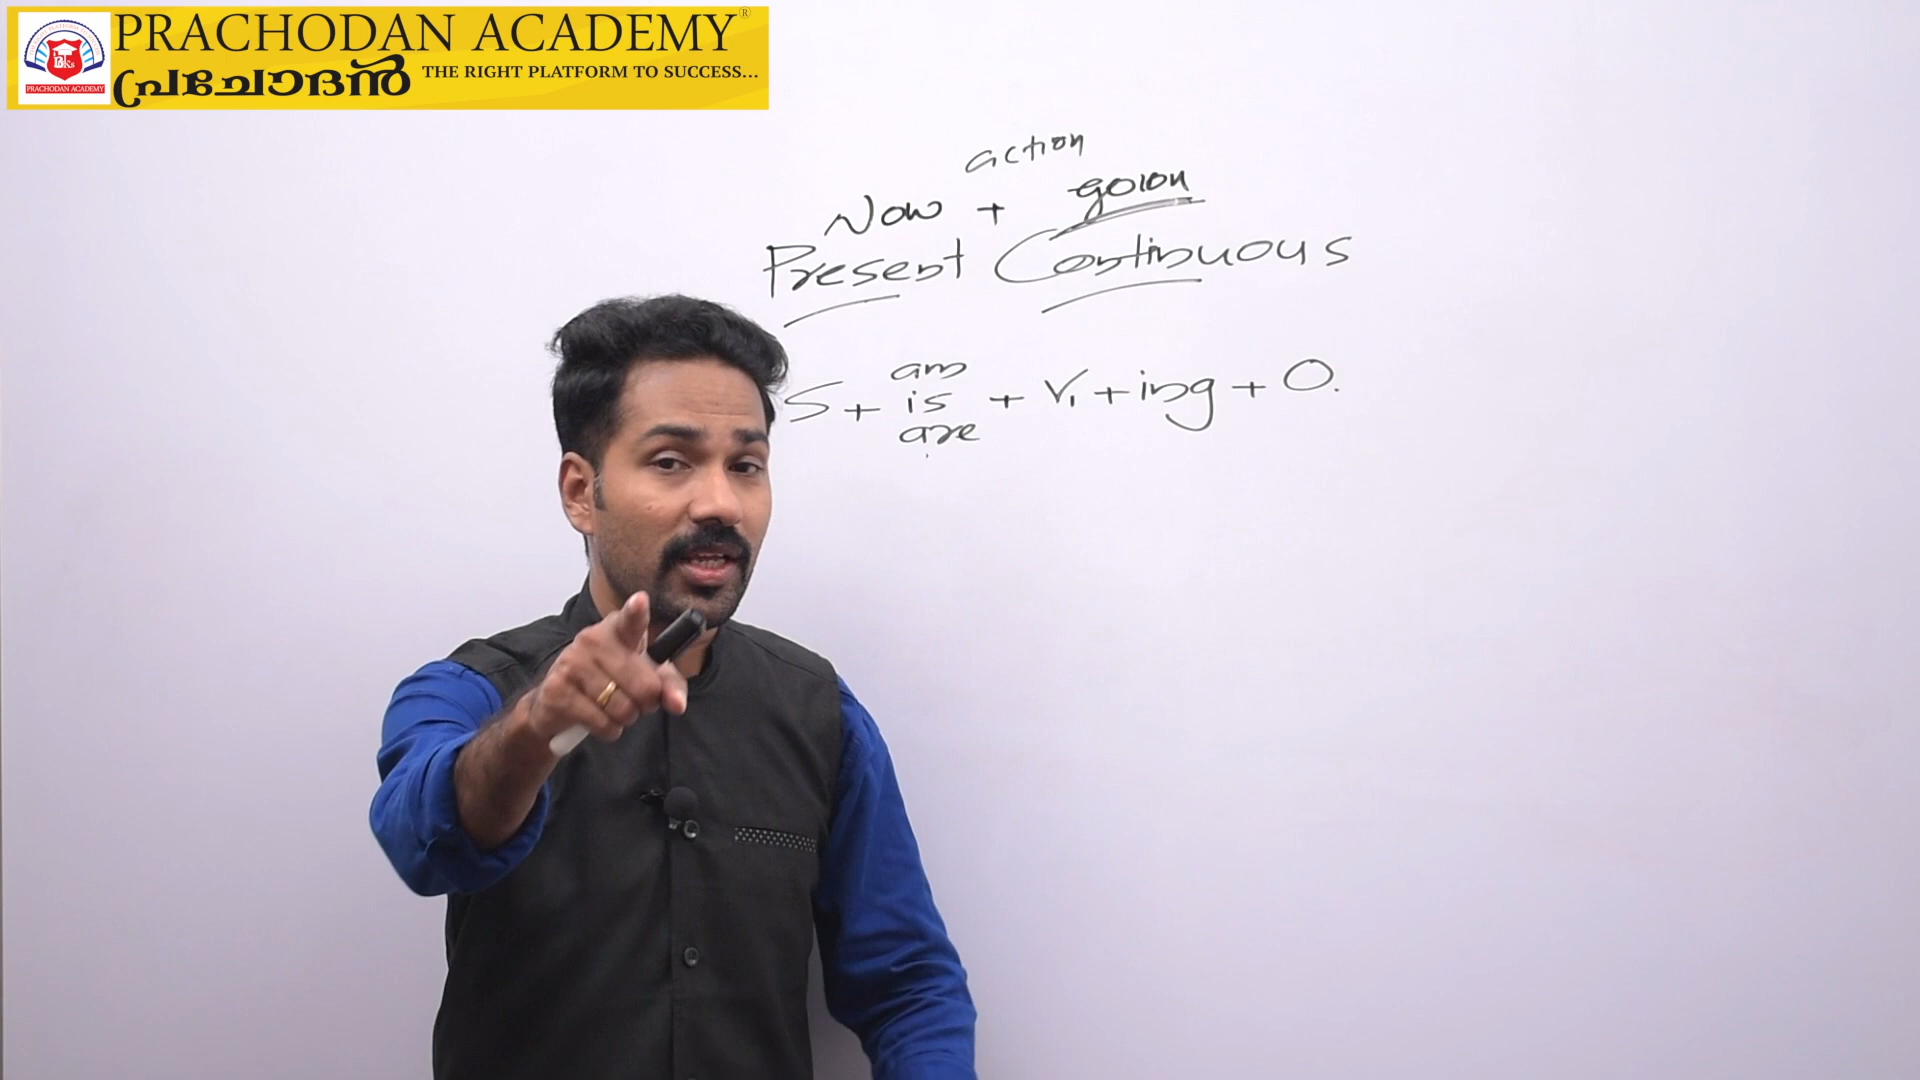 PRACHODAN ACADEMY®
പ്രചോദൻ THE RIGHT PLATFORM TO SUCCESS...
PRACHODAN ACADEMY
action
Now + goion
Present Continuous
am
S + is + V1 + ing + O.
are